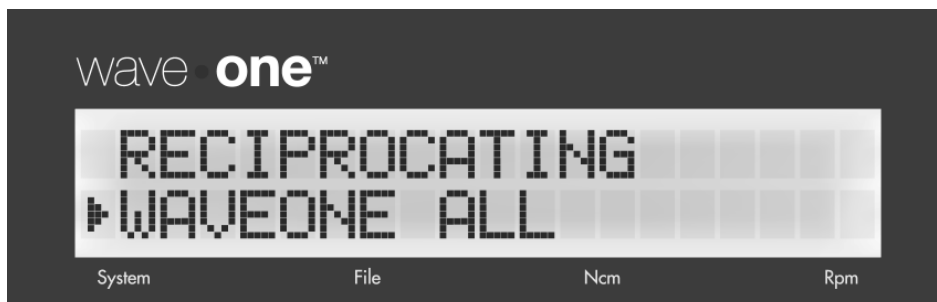 wave•one™
RECIPROCATING
▶WAVEONE ALL
System File Ncm Rpm